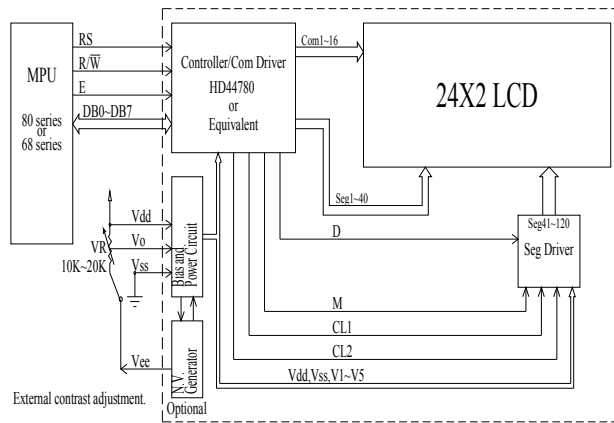 RS
R/W̅
E
DB0~DB7
MPU
80 series
or
68 series
Controller/Com Driver
HD44780
or
Equivalent
Com1~16
24X2 LCD
Seg1~40
Seg41~120
Seg Driver
D
M
CL1
CL2
Vdd,Vss,V1~V5
Vdd
Vo
VR
10K~20K
Vss
Vee
Bias and
Power Circuit
N.V.
Generator
Optional
External contrast adjustment.